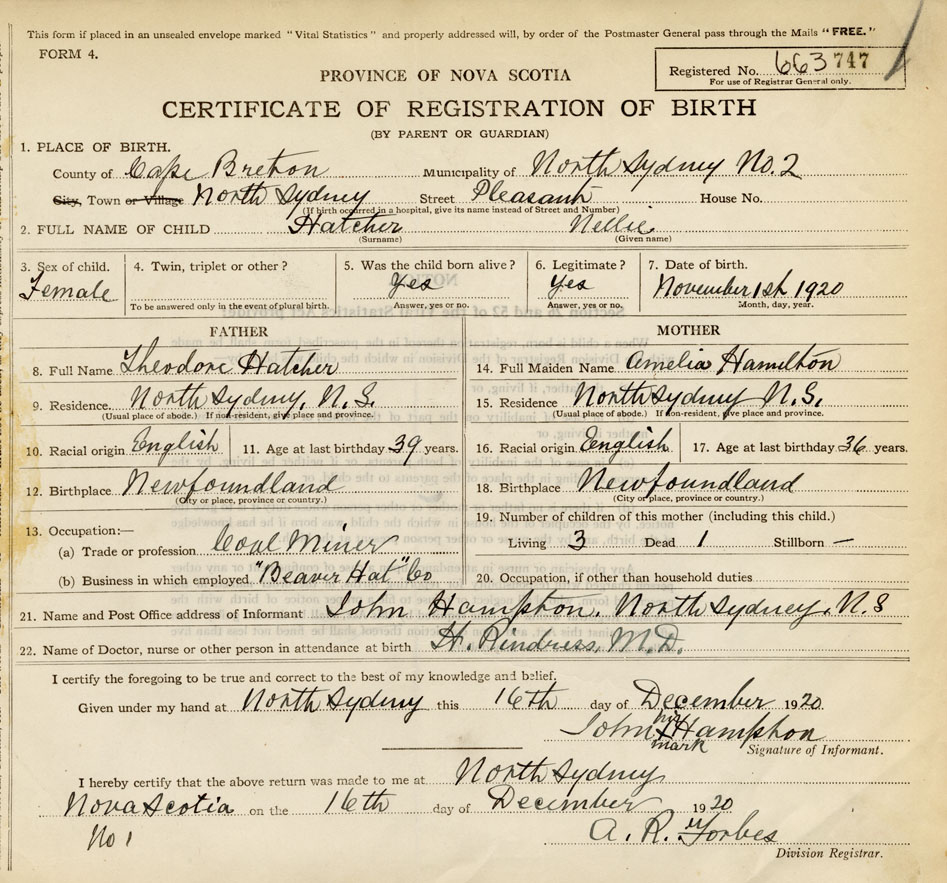 This form if placed in an unsealed envelope marked "Vital Statistics" and properly addressed will, by order of the Postmaster General pass through the Mails "FREE."
FORM 4.
Registered No. 663747
For use of Registrar General only.
PROVINCE OF NOVA SCOTIA
CERTIFICATE OF REGISTRATION OF BIRTH
(BY PARENT OR GUARDIAN)
1. PLACE OF BIRTH.
County of Cape Breton Municipality of North Sydney No. 2
City, Town or Village North Sydney Street Pleasant House No.
(If birth occurred in a hospital, give its name instead of Street and Number)
2. FULL NAME OF CHILD Hatcher Nellie
(Surname) (Given name)
3. Sex of child. 4. Twin, triplet or other? 5. Was the child born alive? 6. Legitimate? 7. Date of birth.
Female Yes Yes November 1st 1920
To be answered only in the event of plural birth. Answer, yes or no. Answer, yes or no. Month, day, year.
FATHER MOTHER
8. Full Name Theodore Hatcher 14. Full Maiden Name Amelia Hamilton
9. Residence. North Sydney, N.S. 15. Residence North Sydney N.S.
(Usual place of abode.) If non-resident, give place and province. (Usual place of abode.) If non-resident, give place and province.
10. Racial origin English 11. Age at last birthday 39 years. 16. Racial origin English 17. Age at last birthday 36 years.
12. Birthplace Newfoundland 18. Birthplace Newfoundland
(City or place, province or country.) (City or place, province or country.)
13. Occupation:— 19. Number of children of this mother (including this child.)
(a) Trade or profession Coal Miner Living 3 Dead 1 Stillborn —
(b) Business in which employed "Beaver Hat" Co 20. Occupation, if other than household duties
21. Name and Post Office address of Informant John Hampton, North Sydney, N.S
22. Name of Doctor, nurse or other person in attendance at birth H. Rindress, M.D.
I certify the foregoing to be true and correct to the best of my knowledge and belief.
Given under my hand at North Sydney this 16th day of December 1920
John his X mark Hampton
Signature of Informant.
I hereby certify that the above return was made to me at North Sydney
Nova Scotia on the 16th day of December 1920
No 1 A. R. Forbes
Division Registrar.